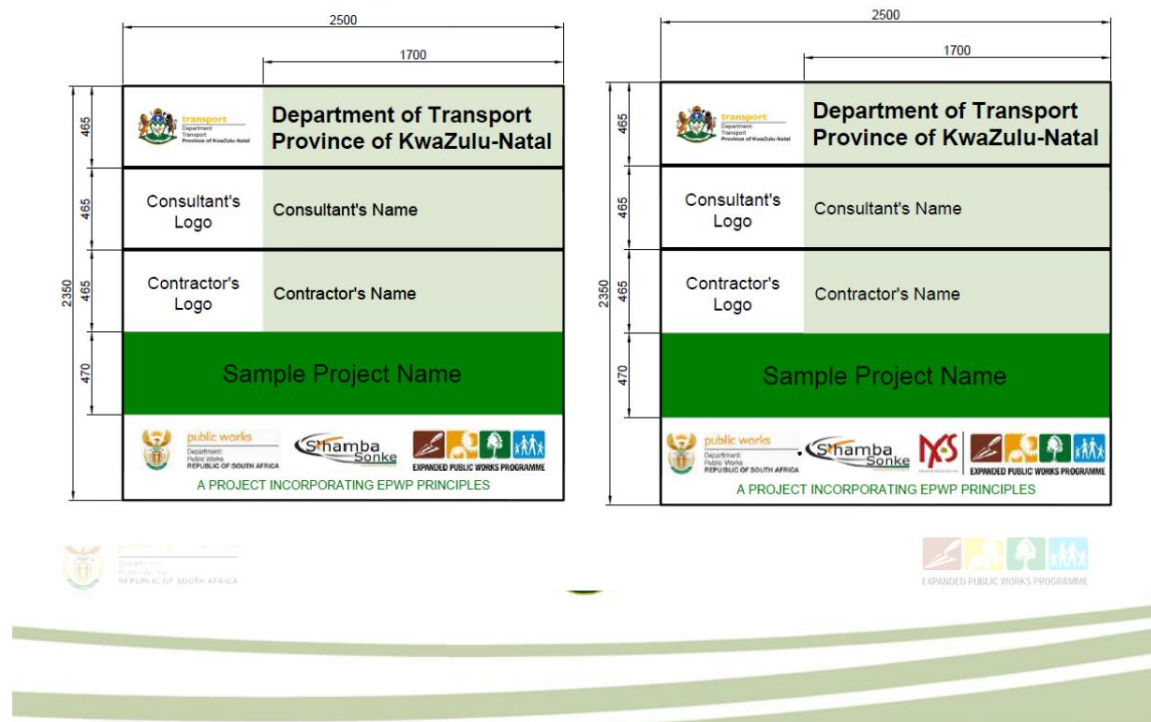 2500
1700
2350
465
transport
Department:
Transport
Province of KwaZulu-Natal
Department of Transport
Province of KwaZulu-Natal
465
Consultant's
Logo
Consultant's Name
465
Contractor's
Logo
Contractor's Name
470
Sample Project Name
public works
Department:
Public Works
REPUBLIC OF SOUTH AFRICA
S'hamba
Sonke
EXPANDED PUBLIC WORKS PROGRAMME
A PROJECT INCORPORATING EPWP PRINCIPLES
2500
1700
2350
465
transport
Department:
Transport
Province of KwaZulu-Natal
Department of Transport
Province of KwaZulu-Natal
465
Consultant's
Logo
Consultant's Name
465
Contractor's
Logo
Contractor's Name
470
Sample Project Name
public works
Department:
Public Works
REPUBLIC OF SOUTH AFRICA
S'hamba
Sonke
NYS
EXPANDED PUBLIC WORKS PROGRAMME
A PROJECT INCORPORATING EPWP PRINCIPLES
Department:
Public Works
REPUBLIC OF SOUTH AFRICA
EXPANDED PUBLIC WORKS PROGRAMME